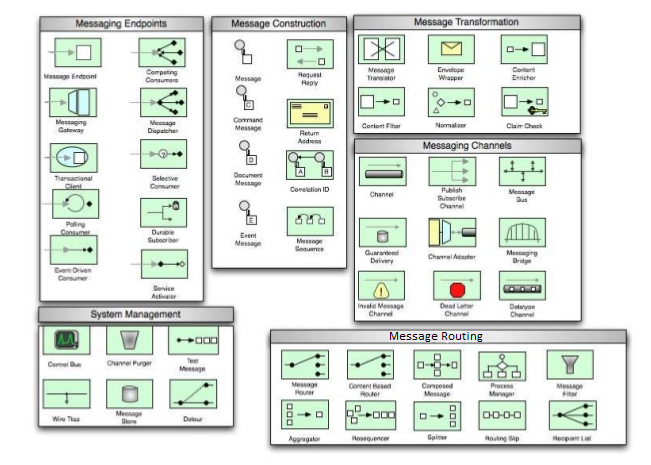 Messaging Endpoints
Message Endpoint
Competing
Consumers
Messaging
Gateway
Message
Dispatcher
Transactional
Client
Selective
Consumer
Polling
Consumer
Durable
Subscriber
Event-Driven
Consumer
Service
Activator
Message Construction
Message
Request
Reply
C
Command
Message
Return
Address
D
Document
Message
A
B
Correlation ID
E
Event
Message
Message
Sequence
Message Transformation
Message
Translator
Envelope
Wrapper
Content
Enricher
Content Filter
Normalizer
Claim Check
Messaging Channels
Channel
Publish
Subscribe
Channel
Message
Bus
Guaranteed
Delivery
Channel Adapter
Messaging
Bridge
Invalid Message
Channel
Dead Letter
Channel
Datatype
Channel
System Management
Control Bus
Channel Purger
Test
Message
Wire Tap
Message
Store
Detour
Message Routing
Message
Router
Content Based
Router
Composed
Message
Process
Manager
Message
Filter
Aggregator
Resequencer
Splitter
Routing Slip
Recipient List